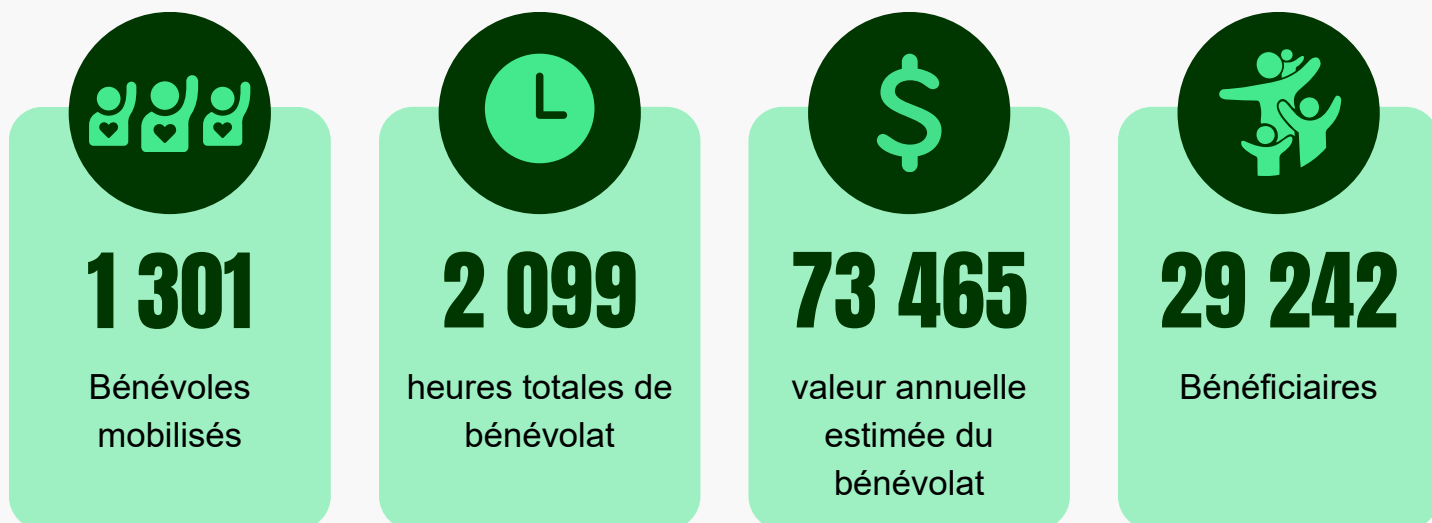 1 301
Bénévoles
mobilisés
2 099
heures totales de
bénévolat
$
73 465
valeur annuelle
estimée du
bénévolat
29 242
Bénéficiaires